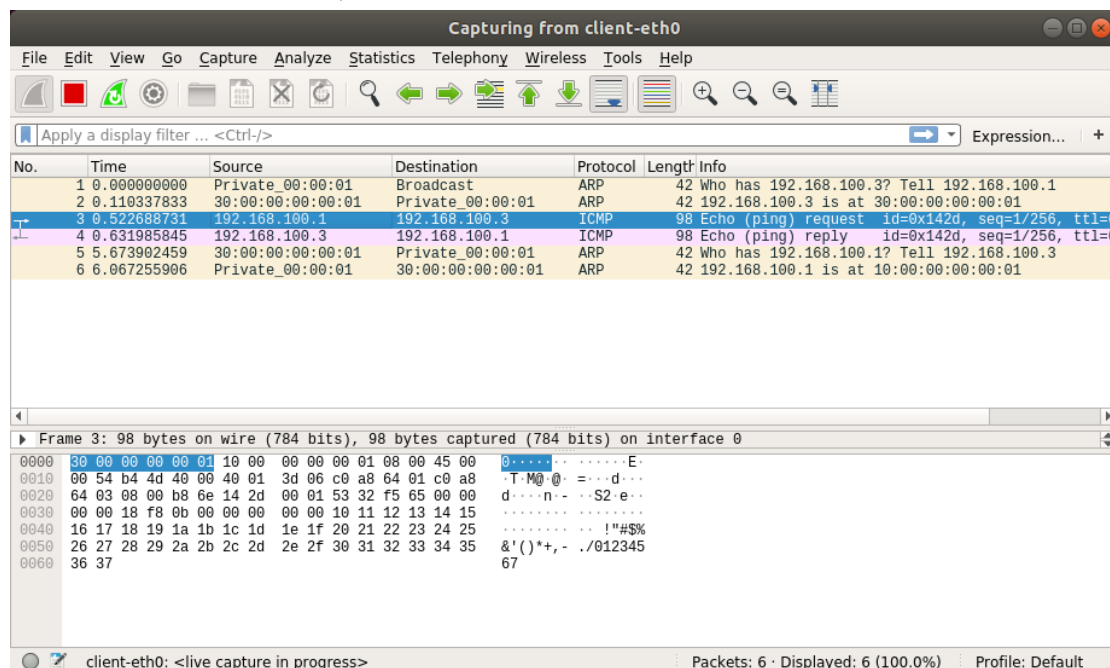 Capturing from client-eth0
File Edit View Go Capture Analyze Statistics Telephony Wireless Tools Help
Apply a display filter ... <Ctrl-/> Expression... +
No. Time Source Destination Protocol Length Info
1 0.000000000 Private_00:00:01 Broadcast ARP 42 Who has 192.168.100.3? Tell 192.168.100.1
2 0.110337833 30:00:00:00:00:01 Private_00:00:01 ARP 42 192.168.100.3 is at 30:00:00:00:00:01
3 0.522688731 192.168.100.1 192.168.100.3 ICMP 98 Echo (ping) request id=0x142d, seq=1/256, ttl=
4 0.631985845 192.168.100.3 192.168.100.1 ICMP 98 Echo (ping) reply id=0x142d, seq=1/256, ttl=
5 5.673902459 30:00:00:00:00:01 Private_00:00:01 ARP 42 Who has 192.168.100.1? Tell 192.168.100.3
6 6.067255906 Private_00:00:01 30:00:00:00:00:01 ARP 42 192.168.100.1 is at 10:00:00:00:00:01
Frame 3: 98 bytes on wire (784 bits), 98 bytes captured (784 bits) on interface 0
0000 30 00 00 00 00 01 10 00 00 00 00 01 08 00 45 00 0····· ·· ······E·
0010 00 54 b4 4d 40 00 40 01 3d 06 c0 a8 64 01 c0 a8 ·T·M@·@· =···d···
0020 64 03 08 00 b8 6e 14 2d 00 01 53 32 f5 65 00 00 d····n·- ··S2·e··
0030 00 00 18 f8 0b 00 00 00 00 00 10 11 12 13 14 15 ········ ········
0040 16 17 18 19 1a 1b 1c 1d 1e 1f 20 21 22 23 24 25 ········ ·· !"#$%
0050 26 27 28 29 2a 2b 2c 2d 2e 2f 30 31 32 33 34 35 &'()*+,- ./012345
0060 36 37 67
client-eth0: <live capture in progress> Packets: 6 · Displayed: 6 (100.0%) Profile: Default